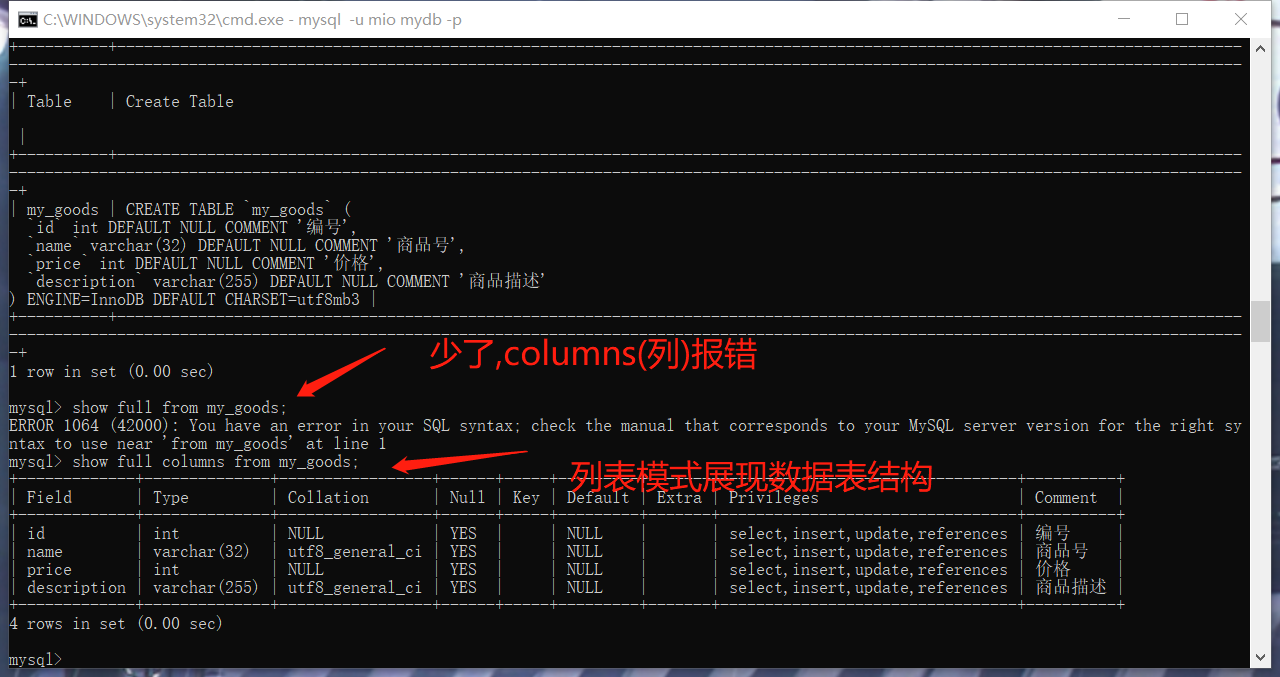 C:\WINDOWS\system32\cmd.exe - mysql -u mio mydb -p
+----------+------------------------------------------------------------------------------------------------------------------------------
-----------------------------------------------------------------------------------------------------------------------------------------
-+
| Table    | Create Table
 |
+----------+------------------------------------------------------------------------------------------------------------------------------
-----------------------------------------------------------------------------------------------------------------------------------------
-+
| my_goods | CREATE TABLE `my_goods` (
  `id` int DEFAULT NULL COMMENT '编号',
  `name` varchar(32) DEFAULT NULL COMMENT '商品号',
  `price` int DEFAULT NULL COMMENT '价格',
  `description` varchar(255) DEFAULT NULL COMMENT '商品描述'
) ENGINE=InnoDB DEFAULT CHARSET=utf8mb3 |
+----------+------------------------------------------------------------------------------------------------------------------------------
-----------------------------------------------------------------------------------------------------------------------------------------
-+
少了,columns(列)报错
1 row in set (0.00 sec)
mysql> show full from my_goods;
ERROR 1064 (42000): You have an error in your SQL syntax; check the manual that corresponds to your MySQL server version for the right sy
ntax to use near 'from my_goods' at line 1
mysql> show full columns from my_goods;
列表模式展现数据表结构
+-------------+--------------+-----------------+------+-----+---------+-------+---------------------------------+----------+
| Field       | Type         | Collation       | Null | Key | Default | Extra | Privileges                      | Comment  |
+-------------+--------------+-----------------+------+-----+---------+-------+---------------------------------+----------+
| id          | int          | NULL            | YES  |     | NULL    |       | select,insert,update,references | 编号     |
| name        | varchar(32)  | utf8_general_ci | YES  |     | NULL    |       | select,insert,update,references | 商品号   |
| price       | int          | NULL            | YES  |     | NULL    |       | select,insert,update,references | 价格     |
| description | varchar(255) | utf8_general_ci | YES  |     | NULL    |       | select,insert,update,references | 商品描述 |
+-------------+--------------+-----------------+------+-----+---------+-------+---------------------------------+----------+
4 rows in set (0.00 sec)
mysql>